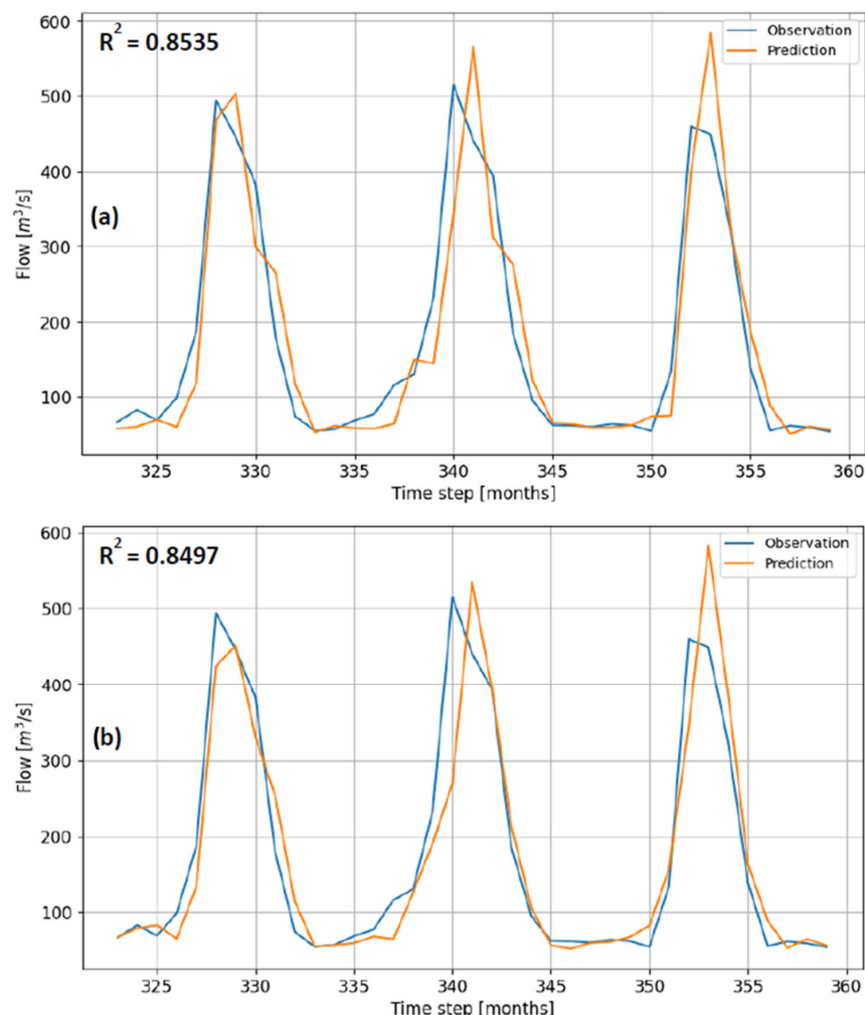 600
R² = 0.8535
Observation
Prediction
500
400
(a)
300
Flow [m³/s]
200
100
325 330 335 340 345 350 355 360
Time step [months]
600
R² = 0.8497
Observation
Prediction
500
400
(b)
300
Flow [m³/s]
200
100
325 330 335 340 345 350 355 360
Time step [months]